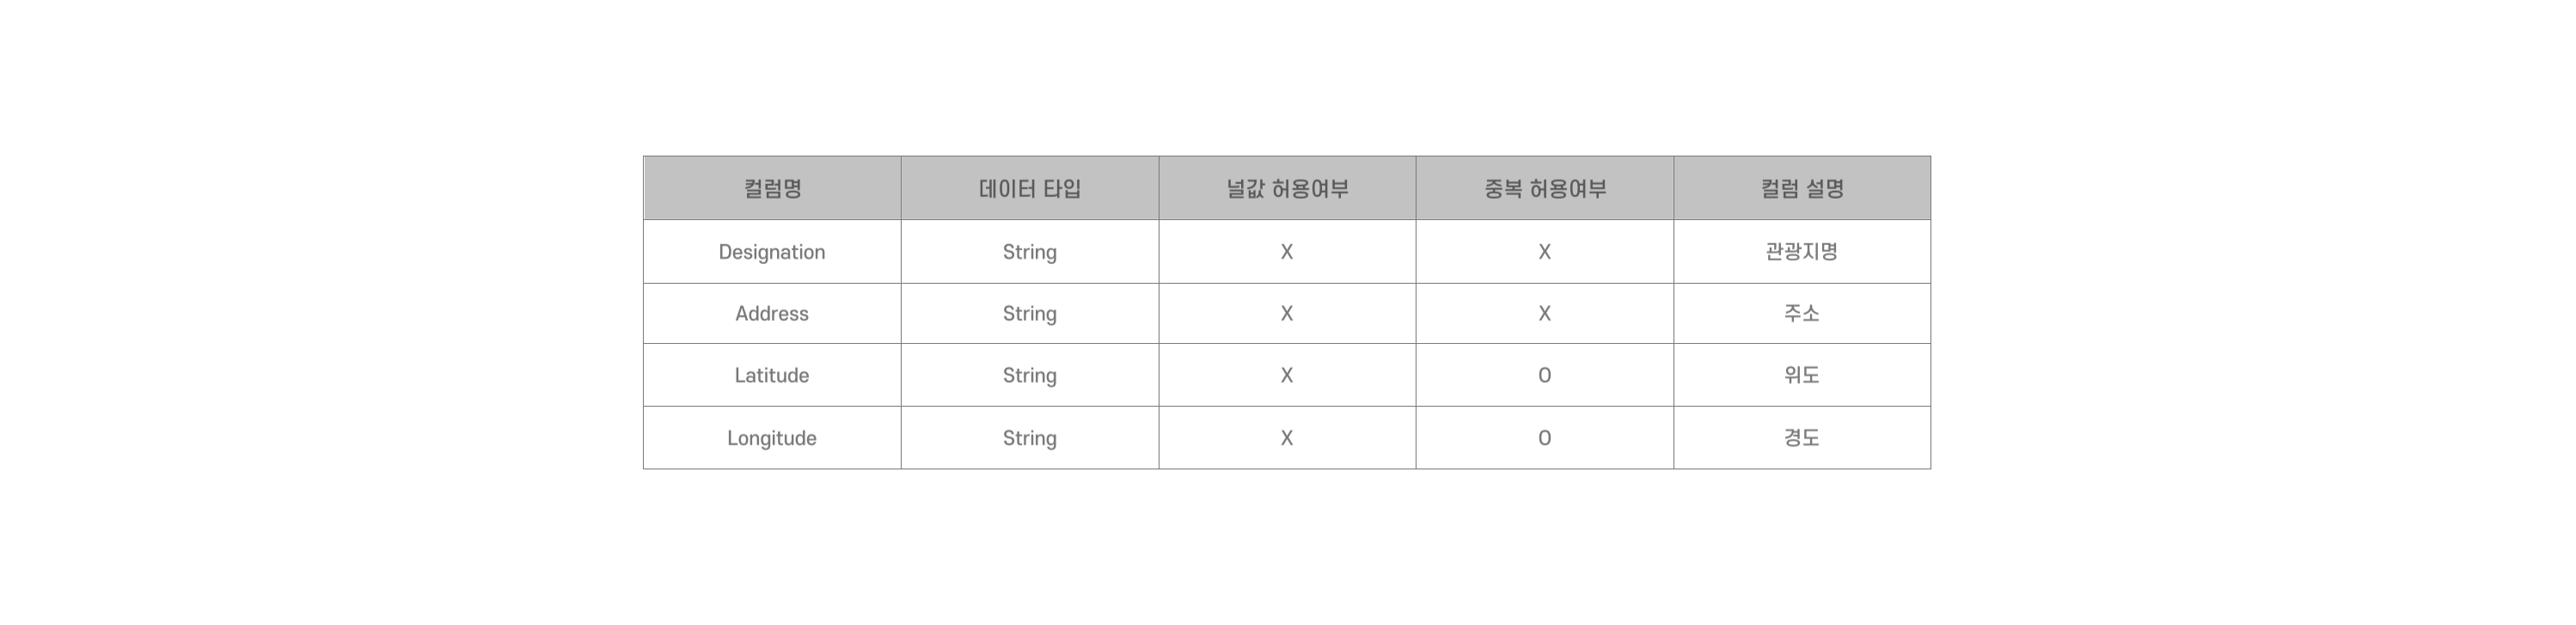 컬럼명 데이터 타입 널값 허용여부 중복 허용여부 컬럼 설명
Designation String X X 관광지명
Address String X X 주소
Latitude String X O 위도
Longitude String X O 경도